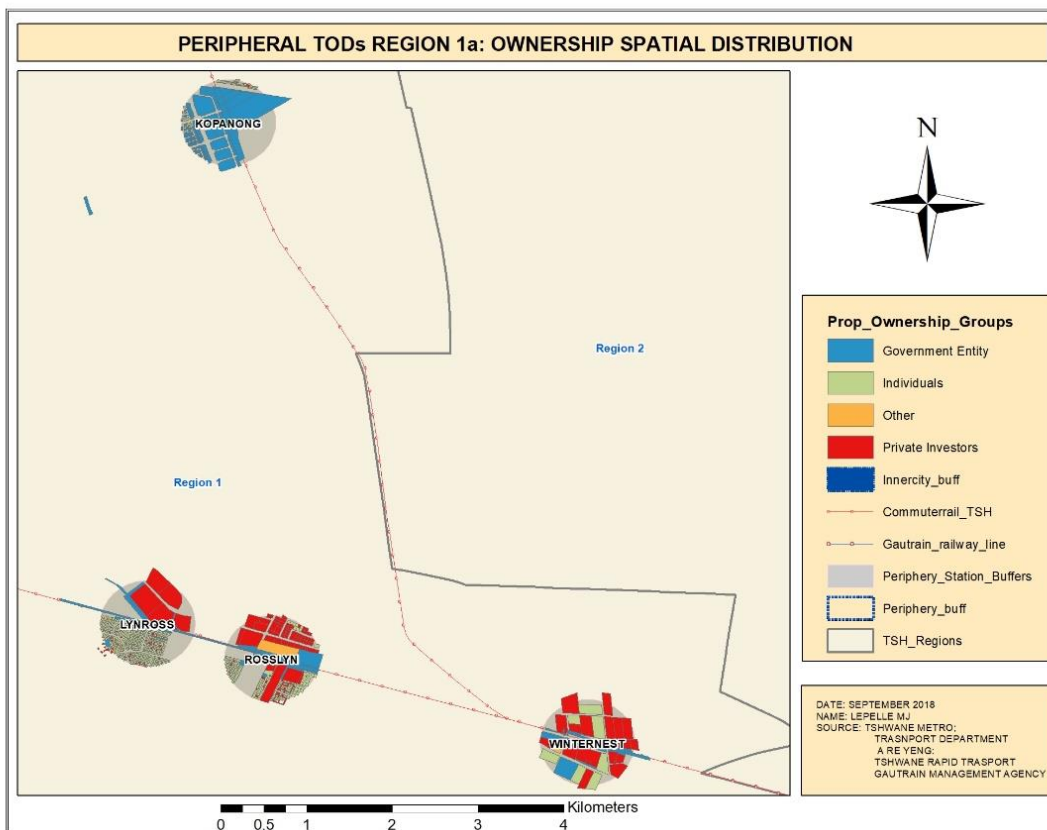 PERIPHERAL TODs REGION 1a: OWNERSHIP SPATIAL DISTRIBUTION
KOPANONG
N
Region 2
Region 1
LYNROSS
ROSSLYN
WINTERNEST
Prop_Ownership_Groups
Government Entity
Individuals
Other
Private Investors
Innercity_buff
Commuterrail_TSH
Gautrain_railway_line
Periphery_Station_Buffers
Periphery_buff
TSH_Regions
DATE: SEPTEMBER 2018
NAME: LEPELLE MJ
SOURCE: TSHWANE METRO;
TRASNPORT DEPARTMENT
A RE YENG:
TSHWANE RAPID TRASPORT
GAUTRAIN MANAGEMENT AGENCY
Kilometers
0 0.5 1 2 3 4